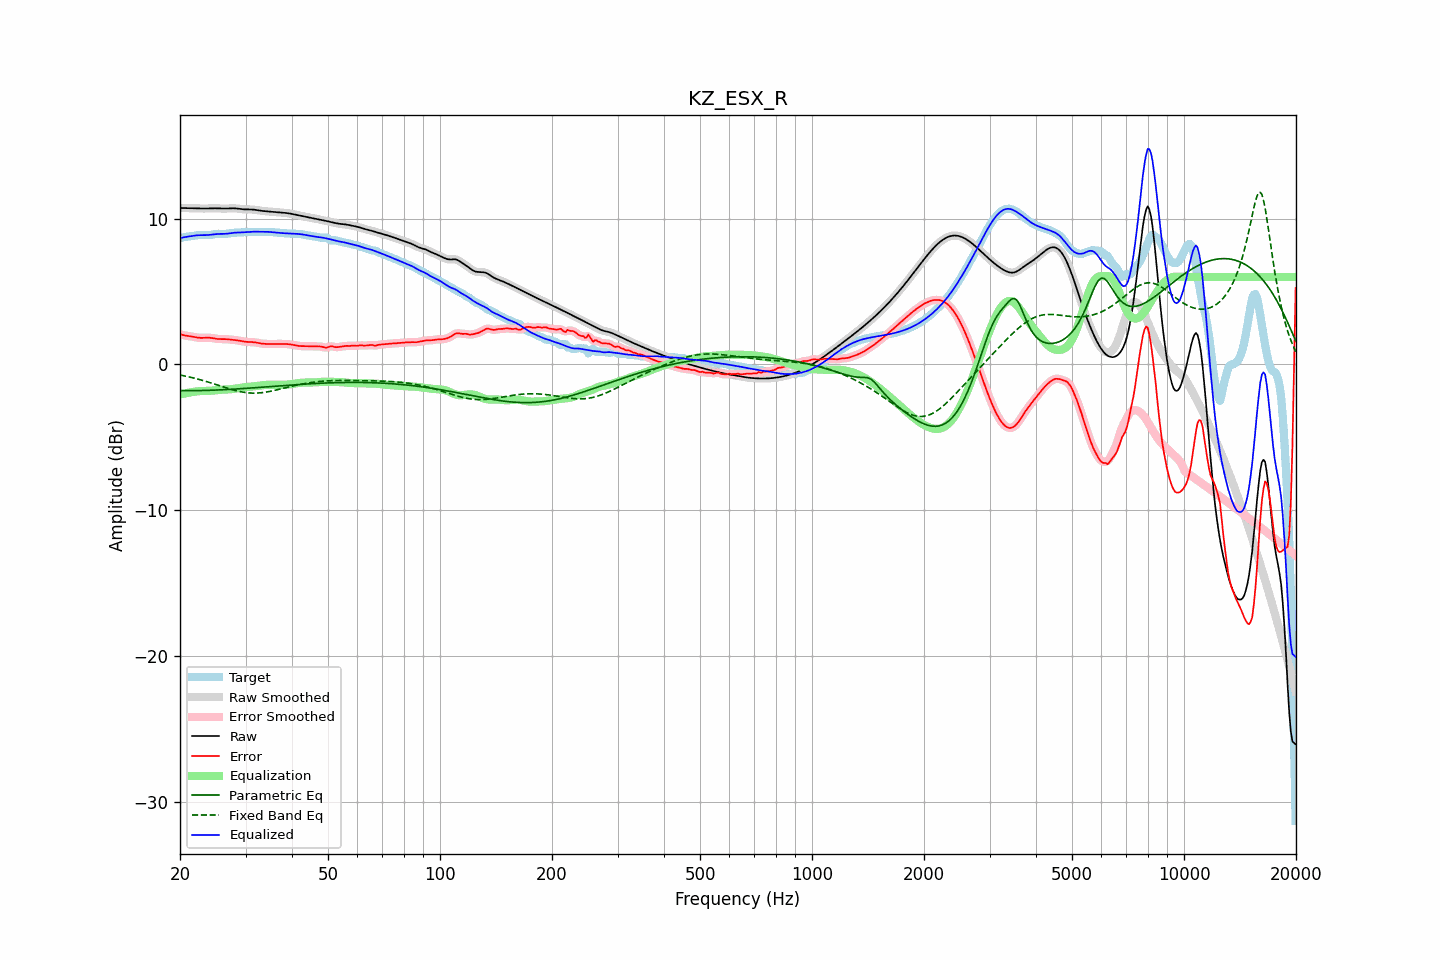 KZ_ESX_R
Amplitude (dBr)
10
0
−10
−20
−30
Target
Raw Smoothed
Error Smoothed
Raw
Error
Equalization
Parametric Eq
Fixed Band Eq
Equalized
20 50 100 200 500 1000 2000 5000 10000 20000
Frequency (Hz)